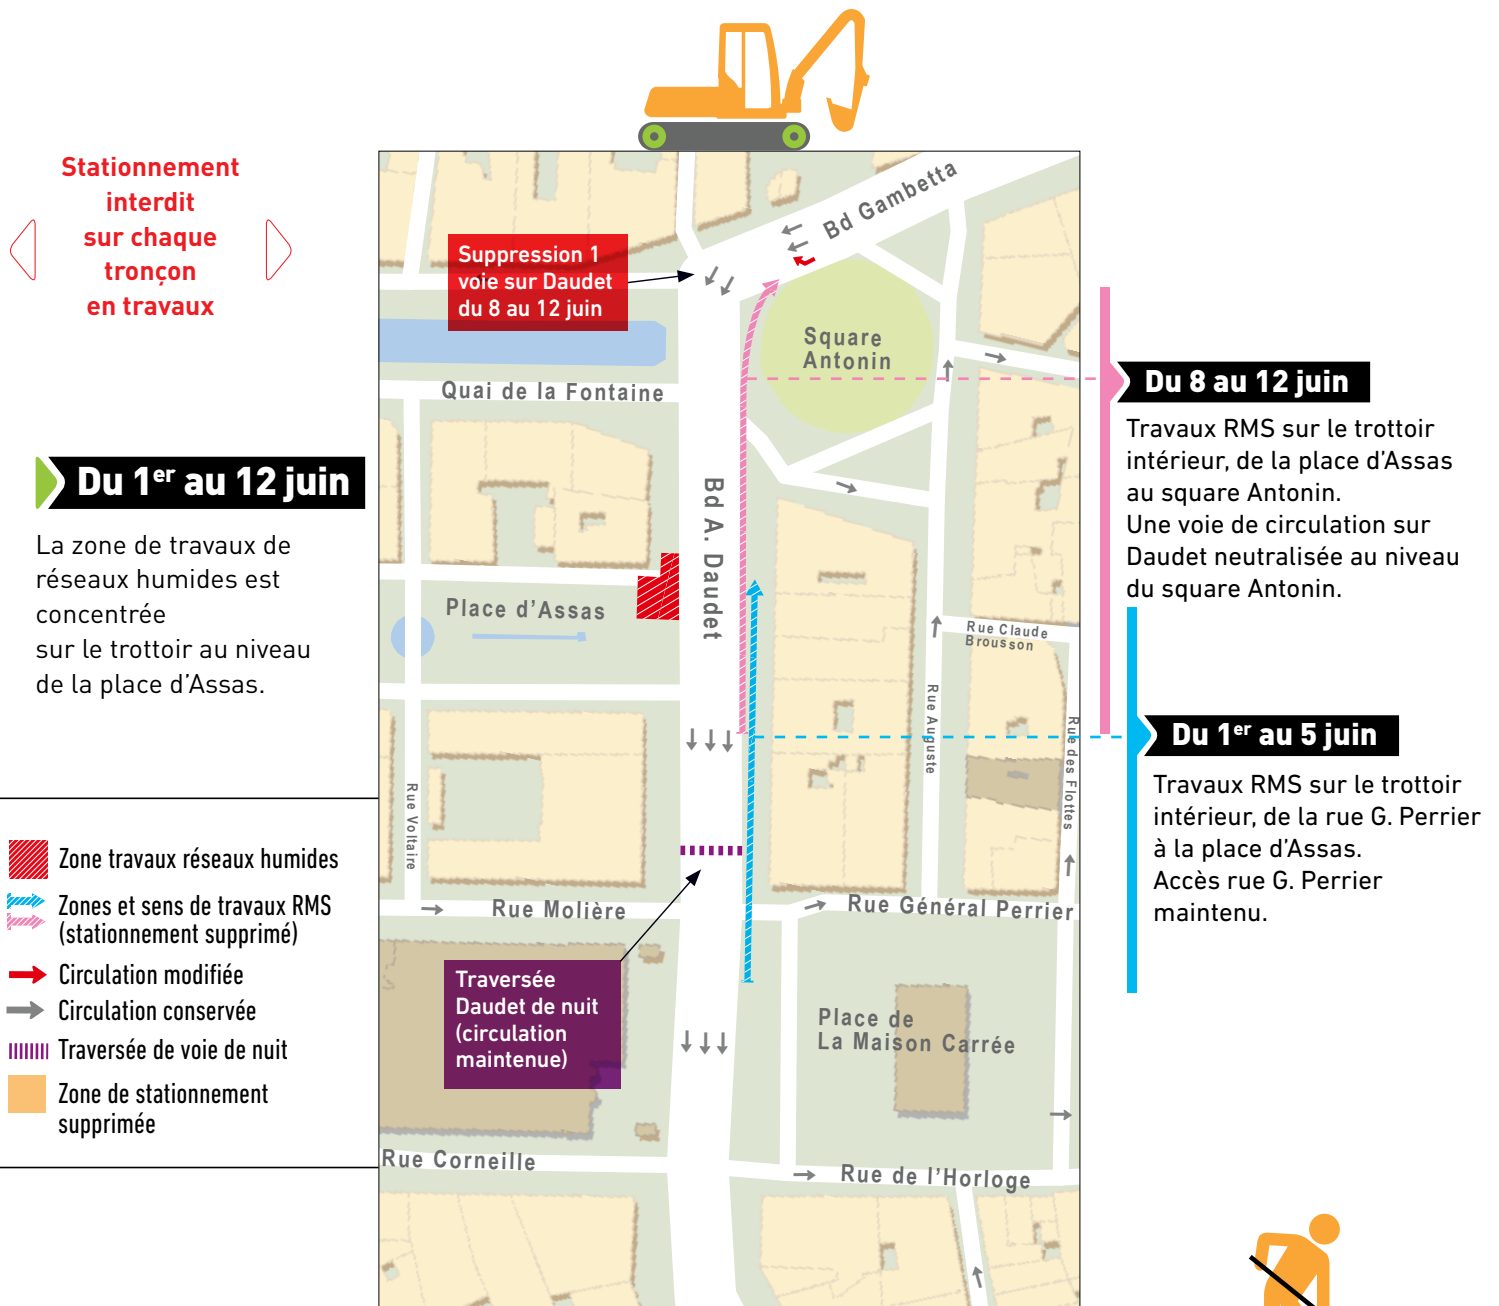 Stationnement
interdit
sur chaque
tronçon
en travaux
Du 1er au 12 juin
La zone de travaux de
réseaux humides est
concentrée
sur le trottoir au niveau
de la place d'Assas.
Zone travaux réseaux humides
Zones et sens de travaux RMS
(stationnement supprimé)
Circulation modifiée
Circulation conservée
Traversée de voie de nuit
Zone de stationnement
supprimée
Bd Gambetta
Suppression 1
voie sur Daudet
du 8 au 12 juin
Square
Antonin
Quai de la Fontaine
Bd A. Daudet
Place d'Assas
Rue Claude
Brousson
Rue Auguste
Rue des Flottes
Rue Voltaire
Rue Molière
Rue Général Perrier
Traversée
Daudet de nuit
(circulation
maintenue)
Place de
La Maison Carrée
Rue Corneille
Rue de l'Horloge
Du 8 au 12 juin
Travaux RMS sur le trottoir
intérieur, de la place d'Assas
au square Antonin.
Une voie de circulation sur
Daudet neutralisée au niveau
du square Antonin.
Du 1er au 5 juin
Travaux RMS sur le trottoir
intérieur, de la rue G. Perrier
à la place d'Assas.
Accès rue G. Perrier
maintenu.